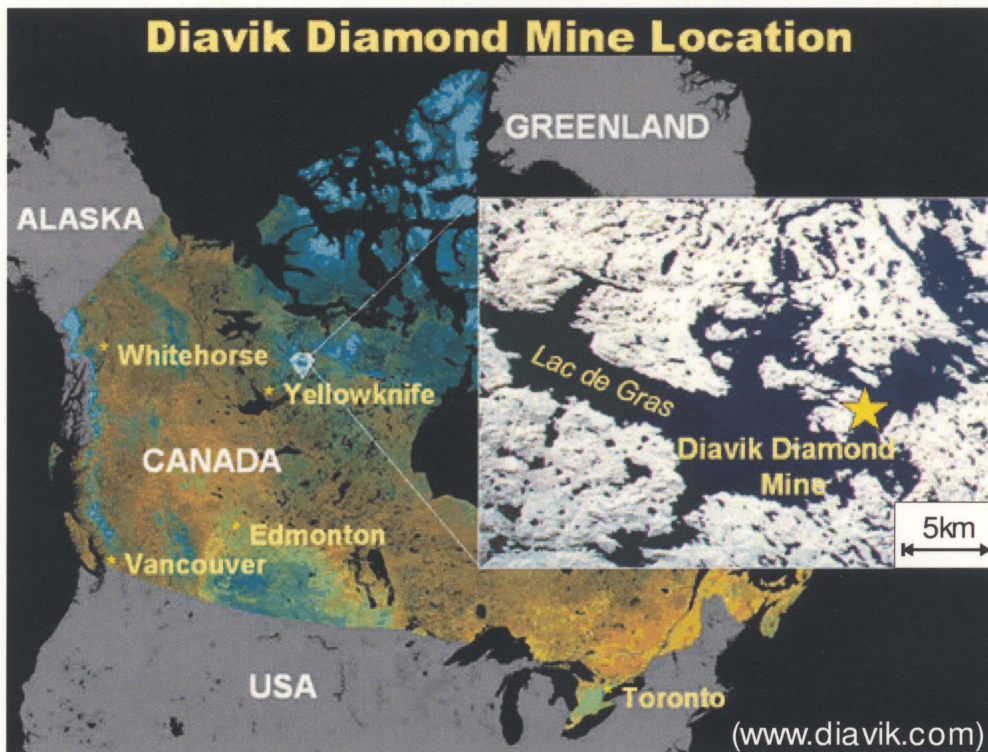 Diavik Diamond Mine Location
GREENLAND
ALASKA
Whitehorse
Yellowknife
Lac de Gras
CANADA
Diavik Diamond
Mine
5km
Edmonton
Vancouver
USA
Toronto
(www.diavik.com)